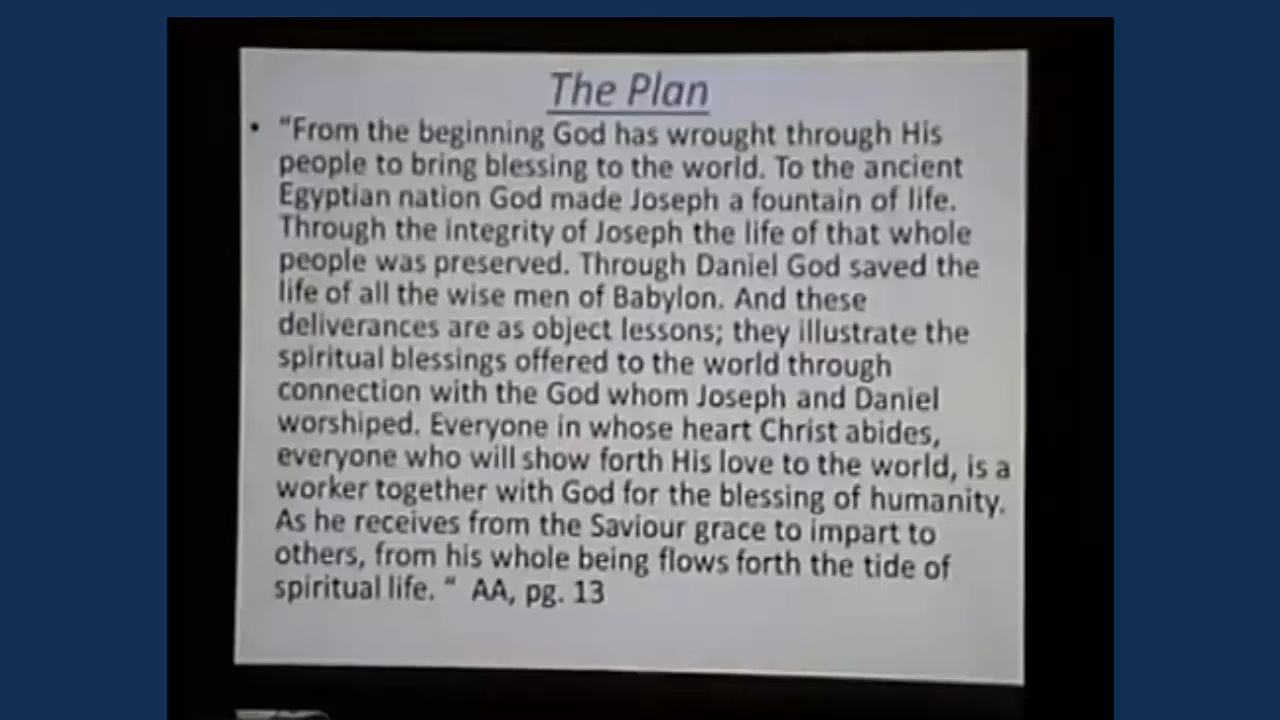 The Plan
• "From the beginning God has wrought through His
people to bring blessing to the world. To the ancient
Egyptian nation God made Joseph a fountain of life.
Through the integrity of Joseph the life of that whole
people was preserved. Through Daniel God saved the
life of all the wise men of Babylon. And these
deliverances are as object lessons; they illustrate the
spiritual blessings offered to the world through
connection with the God whom Joseph and Daniel
worshiped. Everyone in whose heart Christ abides,
everyone who will show forth His love to the world, is a
worker together with God for the blessing of humanity.
As he receives from the Saviour grace to impart to
others, from his whole being flows forth the tide of
spiritual life. " AA, pg. 13